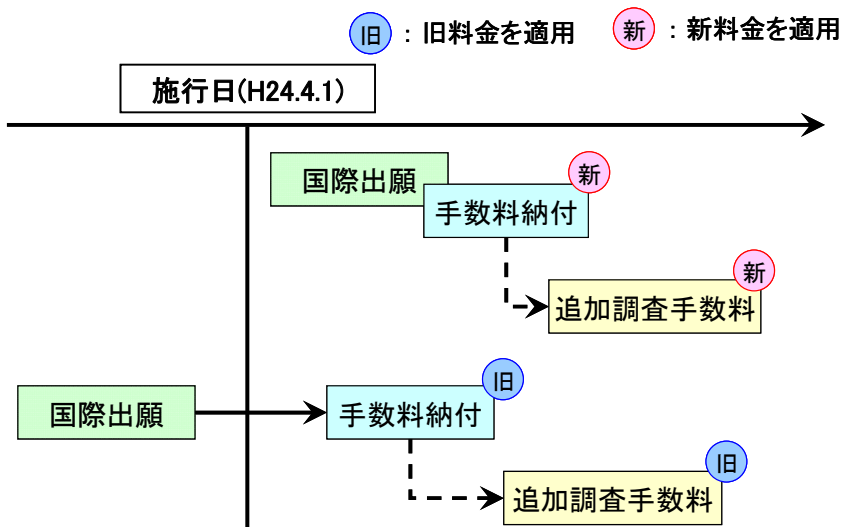 旧 : 旧料金を適用 新 : 新料金を適用
施行日(H24.4.1)
国際出願
新
手数料納付
新
追加調査手数料
旧
国際出願
手数料納付
旧
追加調査手数料